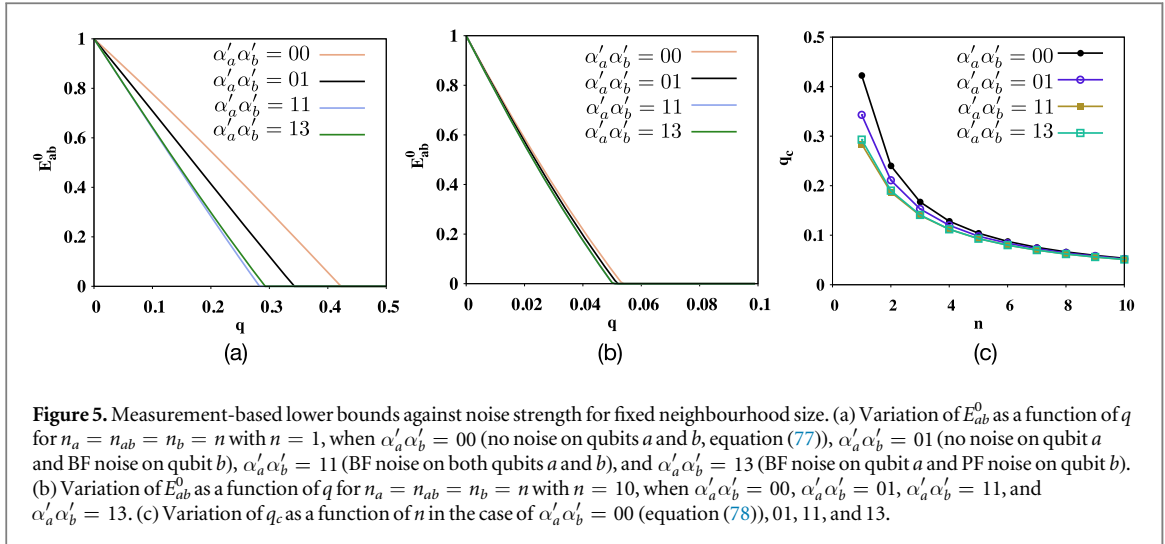 1
0.8
0.6
0.4
0.2
0
E⁰ab
α′aα′b = 00
α′aα′b = 01
α′aα′b = 11
α′aα′b = 13
0 0.1 0.2 0.3 0.4 0.5
q
(a)
1
0.8
0.6
0.4
0.2
0
E⁰ab
α′aα′b = 00
α′aα′b = 01
α′aα′b = 11
α′aα′b = 13
0 0.02 0.04 0.06 0.08 0.1
q
(b)
0.5
0.4
0.3
0.2
0.1
0
qc
α′aα′b = 00
α′aα′b = 01
α′aα′b = 11
α′aα′b = 13
0 2 4 6 8 10
n
(c)
Figure 5. Measurement-based lower bounds against noise strength for fixed neighbourhood size. (a) Variation of E⁰ab as a function of q
for na = nab = nb = n with n = 1, when α′aα′b = 00 (no noise on qubits a and b, equation (77)), α′aα′b = 01 (no noise on qubit a
and BF noise on qubit b), α′aα′b = 11 (BF noise on both qubits a and b), and α′aα′b = 13 (BF noise on qubit a and PF noise on qubit b).
(b) Variation of E⁰ab as a function of q for na = nab = nb = n with n = 10, when α′aα′b = 00, α′aα′b = 01, α′aα′b = 11, and
α′aα′b = 13. (c) Variation of qc as a function of n in the case of α′aα′b = 00 (equation (78)), 01, 11, and 13.